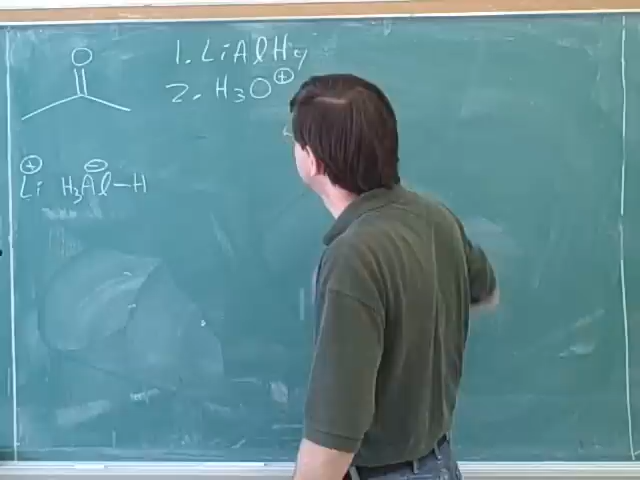 O 1. LiAlH4
2. H3O⊕
⊕ ⊖
Li H3Al-H